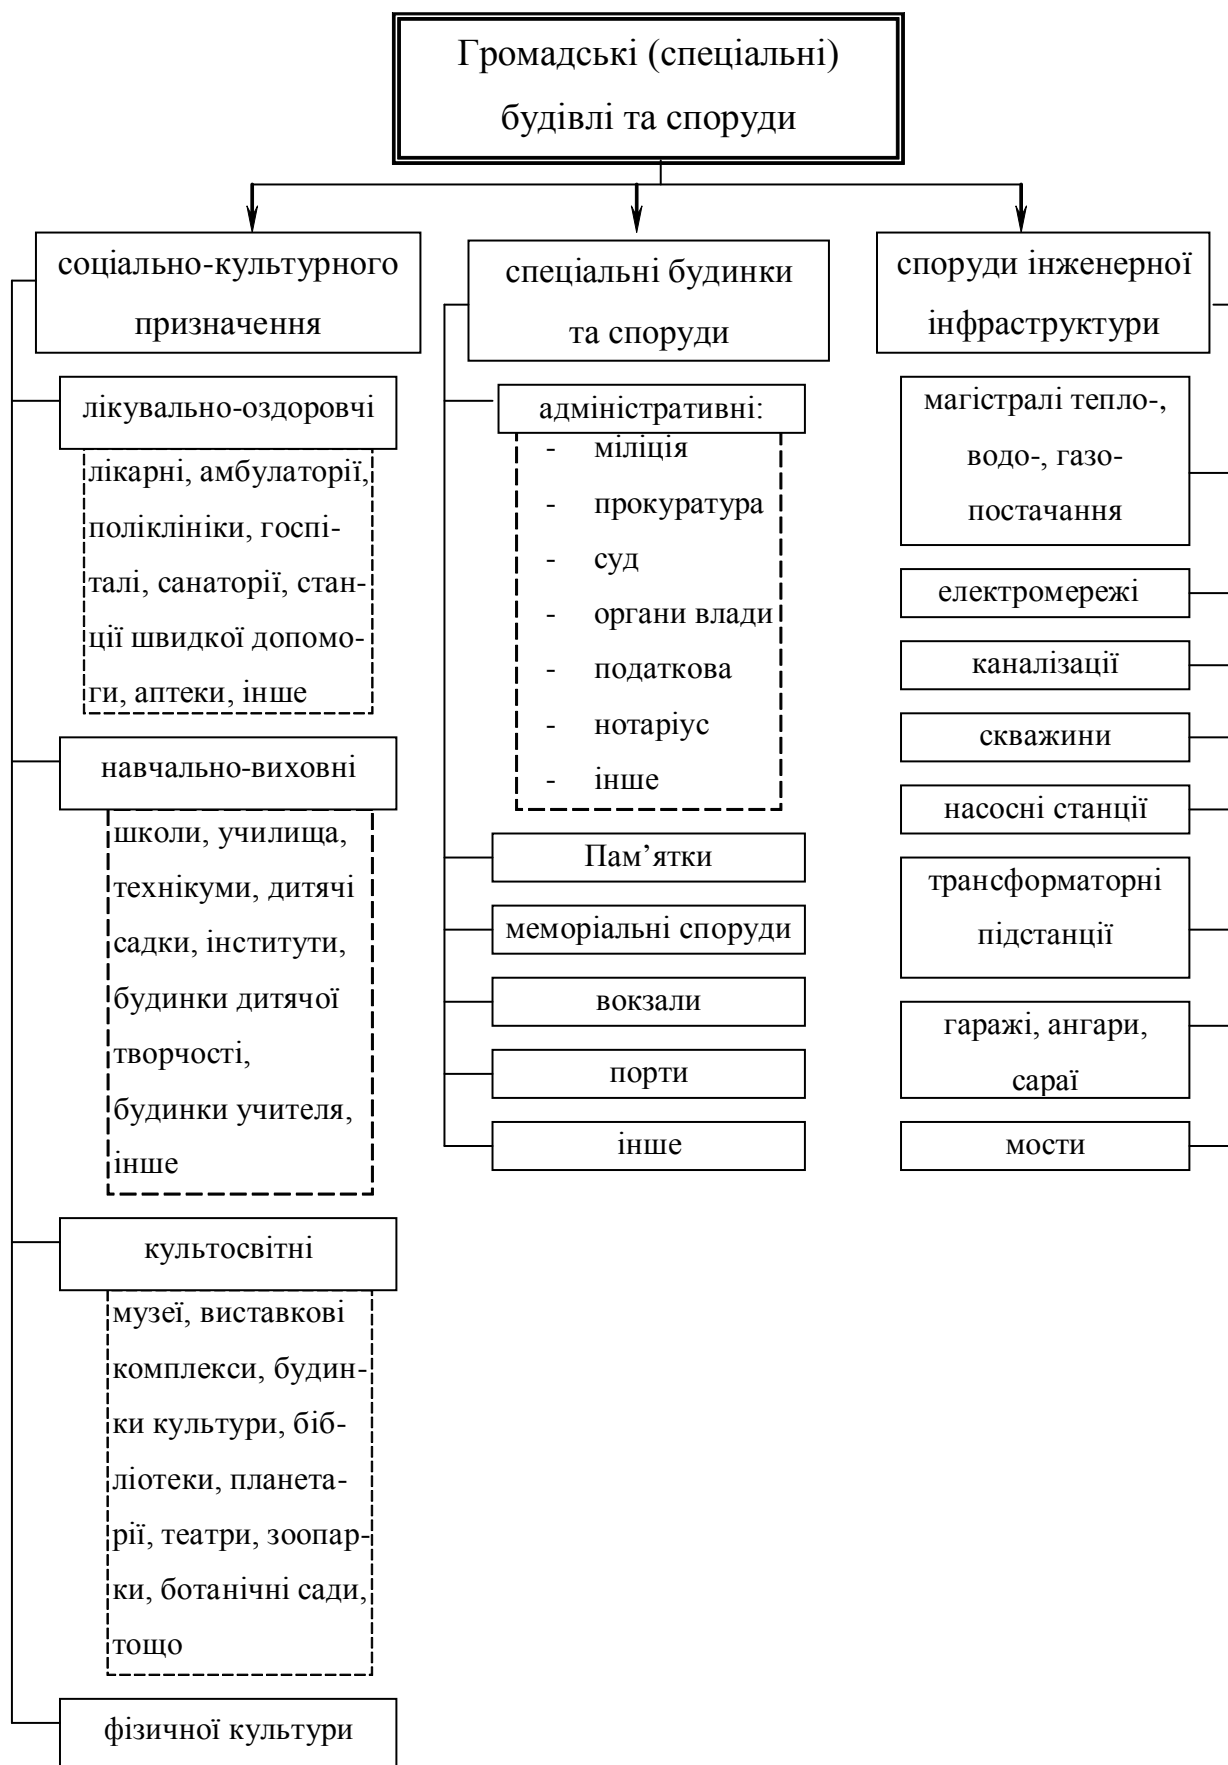 Громадські (спеціальні)
будівлі та споруди
соціально-культурного
призначення
лікувально-оздоровчі
лікарні, амбулаторії,
поліклініки, госпі-
талі, санаторії, стан-
ції швидкої допомо-
ги, аптеки, інше
навчально-виховні
школи, училища,
технікуми, дитячі
садки, інститути,
будинки дитячої
творчості,
будинки учителя,
інше
культосвітні
музеї, виставкові
комплекси, будин-
ки культури, біб-
ліотеки, планета-
рії, театри, зоопар-
ки, ботанічні сади,
тощо
фізичної культури
спеціальні будинки
та споруди
адміністративні:
- міліція
- прокуратура
- суд
- органи влади
- податкова
- нотаріус
- інше
Пам’ятки
меморіальні споруди
вокзали
порти
інше
споруди інженерної
інфраструктури
магістралі тепло-,
водо-, газо-
постачання
електромережі
каналізації
скважини
насосні станції
трансформаторні
підстанції
гаражі, ангари,
сараї
мости